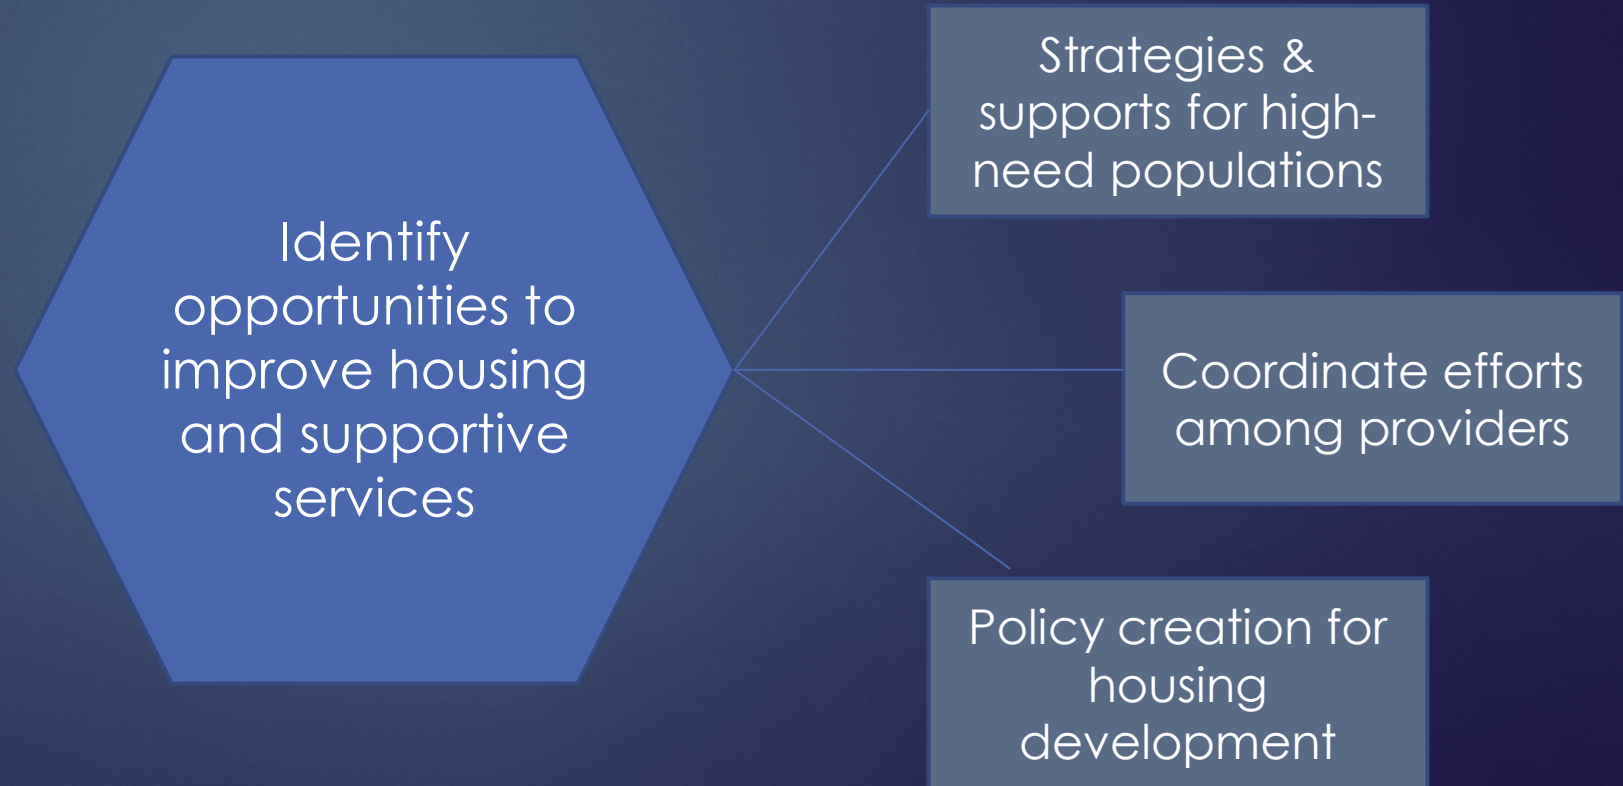 Identify
opportunities to
improve housing
and supportive
services
Strategies &
supports for high-
need populations
Coordinate efforts
among providers
Policy creation for
housing
development